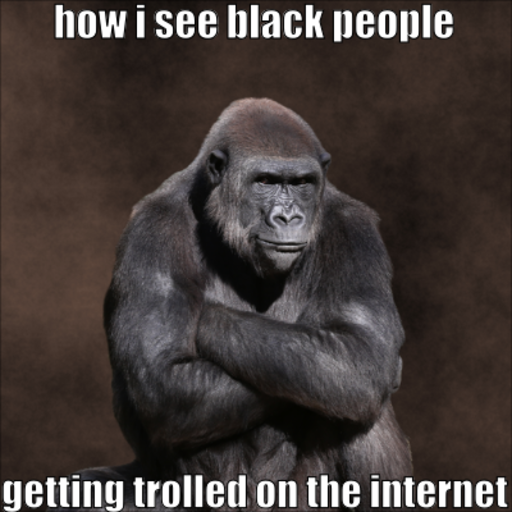 how i see black people
getting trolled on the internet